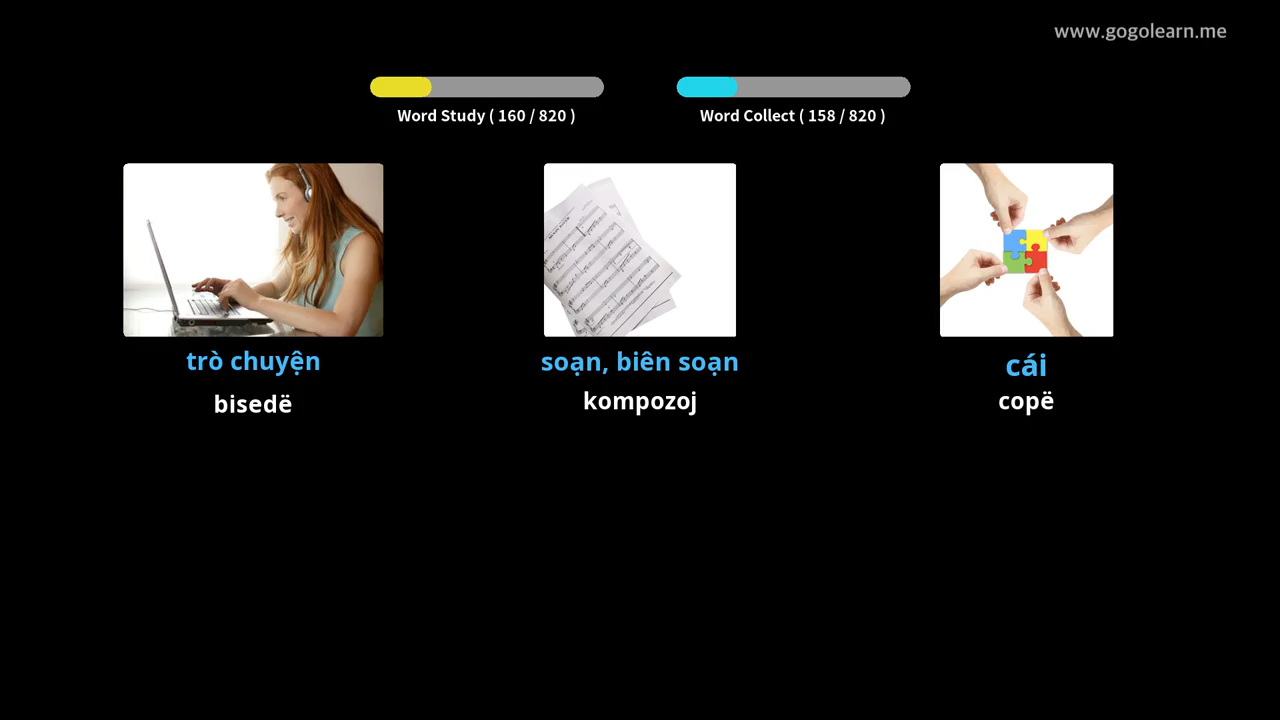 www.gogolearn.me
Word Study ( 160 / 820 )
Word Collect ( 158 / 820 )
trò chuyện
bisedë
soạn, biên soạn
kompozoj
cái
copë